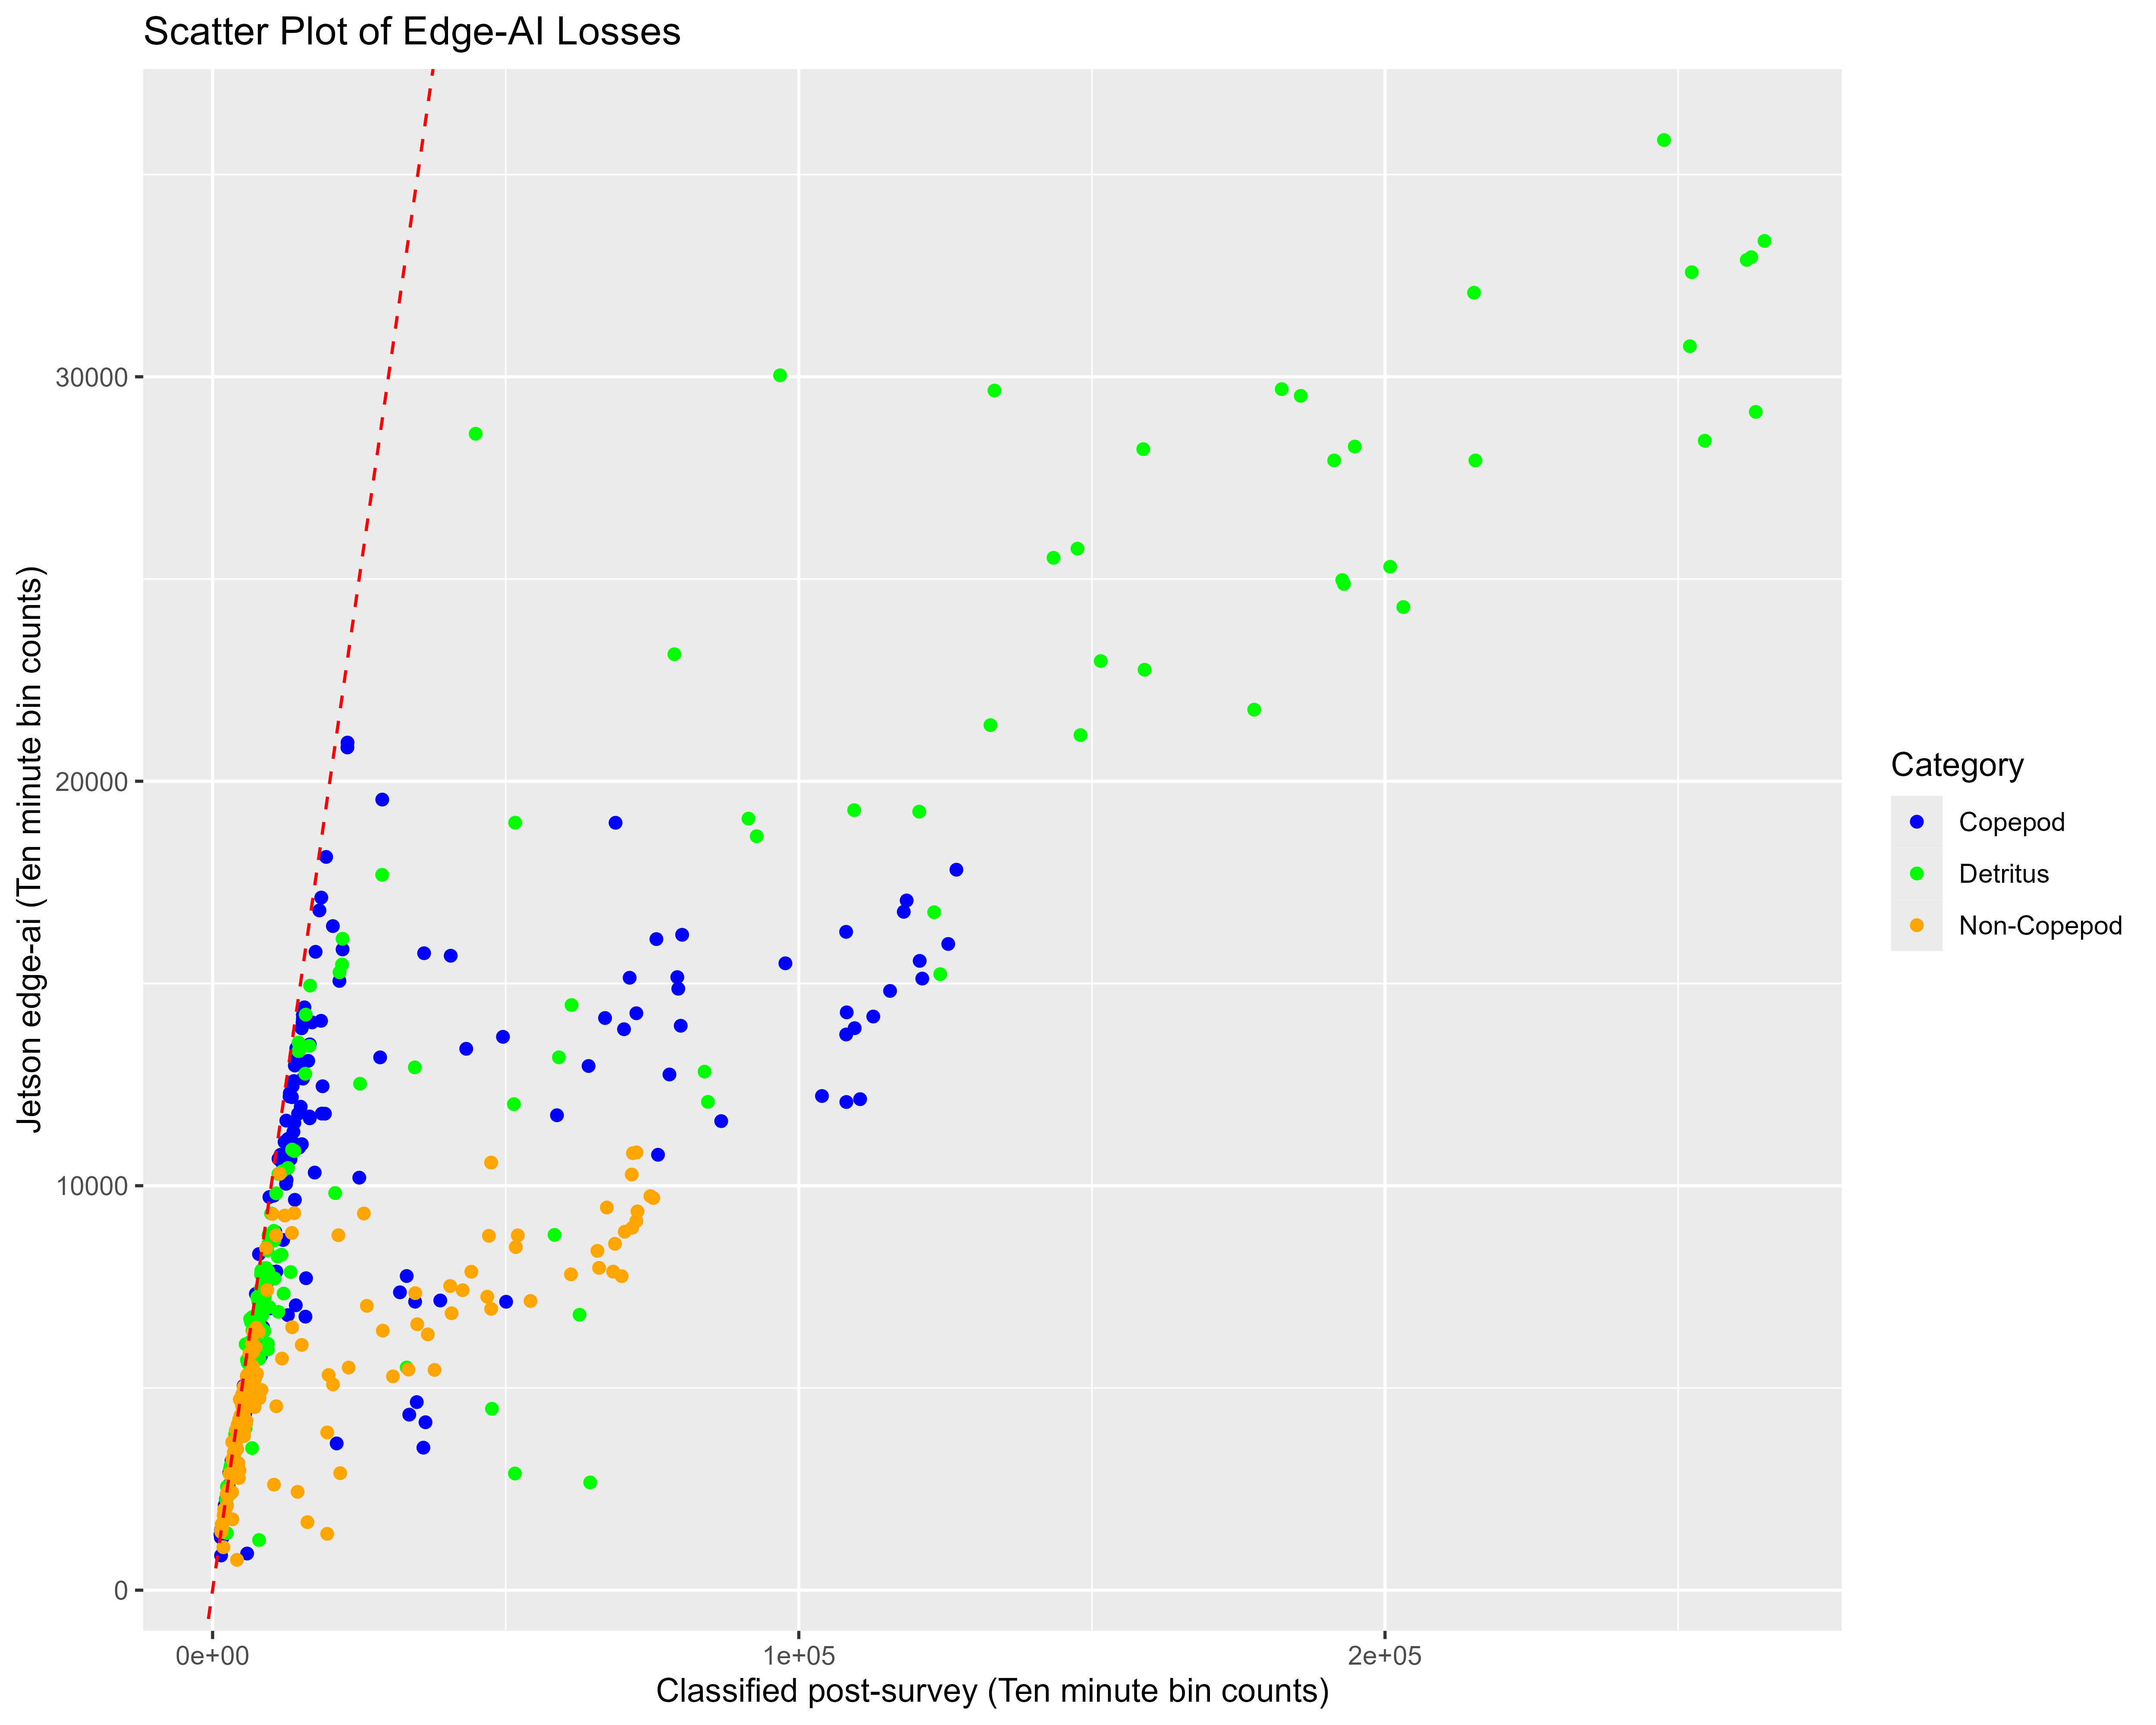 Scatter Plot of Edge-AI Losses
Jetson edge-ai (Ten minute bin counts)
30000
20000
10000
0
0e+00
1e+05
2e+05
Classified post-survey (Ten minute bin counts)
Category
Copepod
Detritus
Non-Copepod